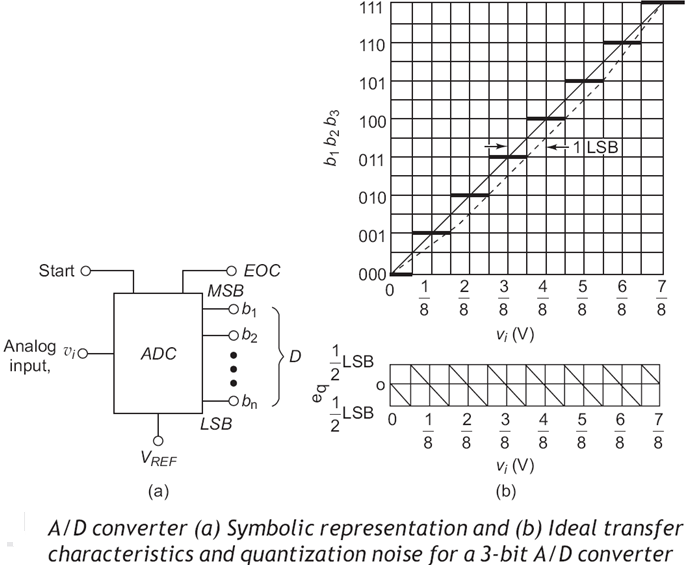 111
110
101
100
011
010
001
000
b1 b2 b3
1 LSB
0 1/8 2/8 3/8 4/8 5/8 6/8 7/8
vi (V)
Start
EOC
MSB
b1
b2
Analog input, vi
ADC
D
bn
LSB
VREF
(a)
1/2 LSB
o
1/2 LSB
eq
1/8 2/8 3/8 4/8 5/8 6/8 7/8
vi (V)
(b)
A/D converter (a) Symbolic representation and (b) Ideal transfer
characteristics and quantization noise for a 3-bit A/D converter